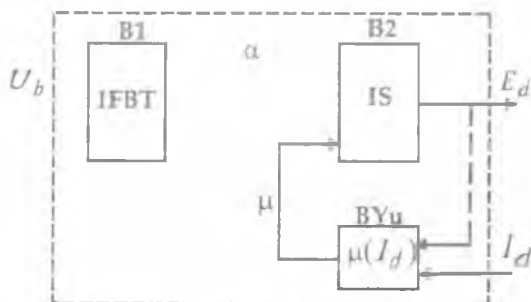 B1
α
B2
U_b
IFBT
IS
E_d
μ
BYu
μ(I_d)
I_d